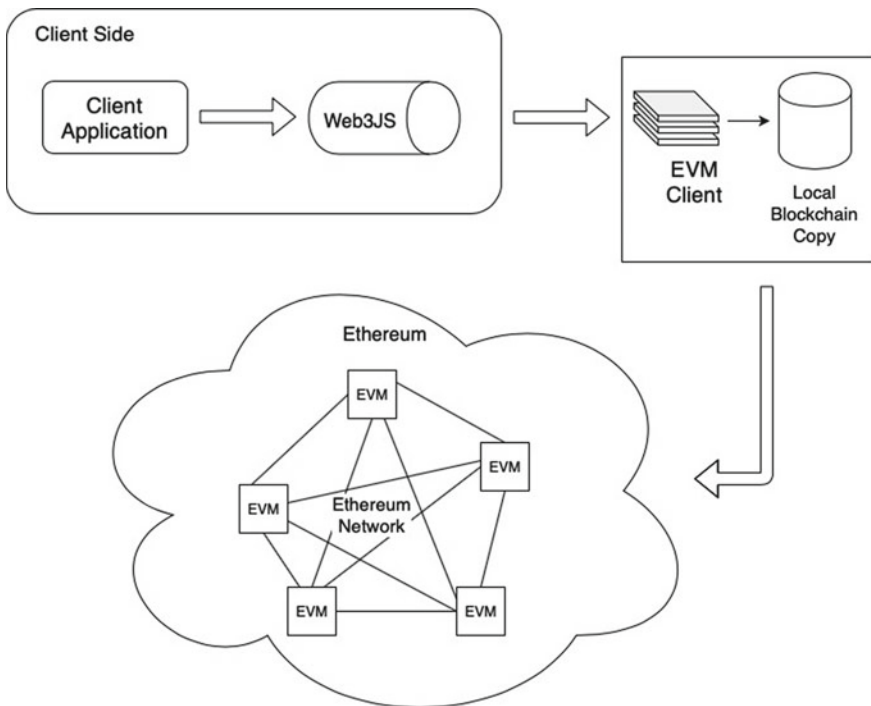 Client Side
Client
Application
Web3JS
EVM
Client
Local
Blockchain
Copy
Ethereum
EVM
EVM
EVM
Ethereum
Network
EVM
EVM